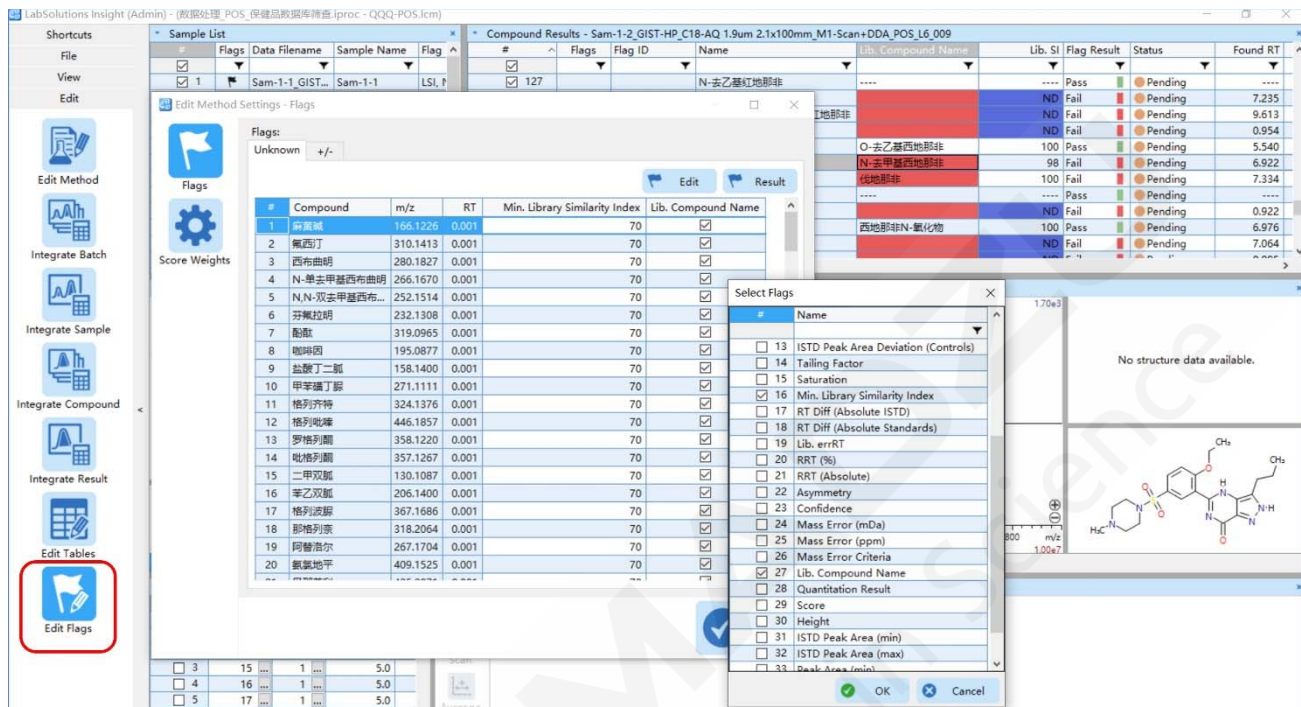 LabSolutions Insight (Admin) - (数据处理_POS_保健品数据库筛查.iproc - QQQ-POS.lcm)
Shortcuts
File
View
Edit
Edit Method
Integrate Batch
Integrate Sample
Integrate Compound
Integrate Result
Edit Tables
Edit Flags
Sample List
# Flags Data Filename Sample Name Flag
1 Sam-1-1_GIST... Sam-1-1 LSI,
Compound Results - Sam-1-2_GIST-HP_C18-AQ 1.9um 2.1x100mm_M1-Scan+DDA_POS_L6_009
# Flags Flag ID Name Lib. Compound Name Lib. SI Flag Result Status Found RT
127 N-去乙基红地那非 ---- ---- Pass Pending ----
ND Fail Pending 7.235
红地那非 ND Fail Pending 9.613
ND Fail Pending 0.954
O-去乙基西地那非 100 Pass Pending 5.540
N-去甲基西地那非 98 Fail Pending 6.922
伐地那非 100 Fail Pending 7.334
---- ---- Pass Pending ----
ND Fail Pending 0.922
西地那非N-氧化物 100 Pass Pending 6.976
ND Fail Pending 7.064
Edit Method Settings - Flags
Flags
Score Weights
Flags:
Unknown +/-
Edit Result
# Compound m/z RT Min. Library Similarity Index Lib. Compound Name
1 麻黄碱 166.1226 0.001 70
2 氟西汀 310.1413 0.001 70
3 西布曲明 280.1827 0.001 70
4 N-单去甲基西布曲明 266.1670 0.001 70
5 N,N-双去甲基西布... 252.1514 0.001 70
6 芬氟拉明 232.1308 0.001 70
7 酚酞 319.0965 0.001 70
8 咖啡因 195.0877 0.001 70
9 盐酸丁二胍 158.1400 0.001 70
10 甲苯磺丁脲 271.1111 0.001 70
11 格列齐特 324.1376 0.001 70
12 格列吡嗪 446.1857 0.001 70
13 罗格列酮 358.1220 0.001 70
14 吡格列酮 357.1267 0.001 70
15 二甲双胍 130.1087 0.001 70
16 苯乙双胍 206.1400 0.001 70
17 格列波脲 367.1686 0.001 70
18 那格列奈 318.2064 0.001 70
19 阿替洛尔 267.1704 0.001 70
20 氨氯地平 409.1525 0.001 70
Select Flags
# Name
13 ISTD Peak Area Deviation (Controls)
14 Tailing Factor
15 Saturation
16 Min. Library Similarity Index
17 RT Diff (Absolute ISTD)
18 RT Diff (Absolute Standards)
19 Lib. errRT
20 RRT (%)
21 RRT (Absolute)
22 Asymmetry
23 Confidence
24 Mass Error (mDa)
25 Mass Error (ppm)
26 Mass Error Criteria
27 Lib. Compound Name
28 Quantitation Result
29 Score
30 Height
31 ISTD Peak Area (min)
32 ISTD Peak Area (max)
33 Peak Area (min)
OK Cancel
1.70e3
No structure data available.
800 m/z
1.00e7
CH₃
CH₃
O
H
N
N
N
N·H
O
O
S
O
N
N
H₃C
3 15 ... 1 ... 5.0
4 16 ... 1 ... 5.0
5 17 ... 1 ... 5.0
Scan